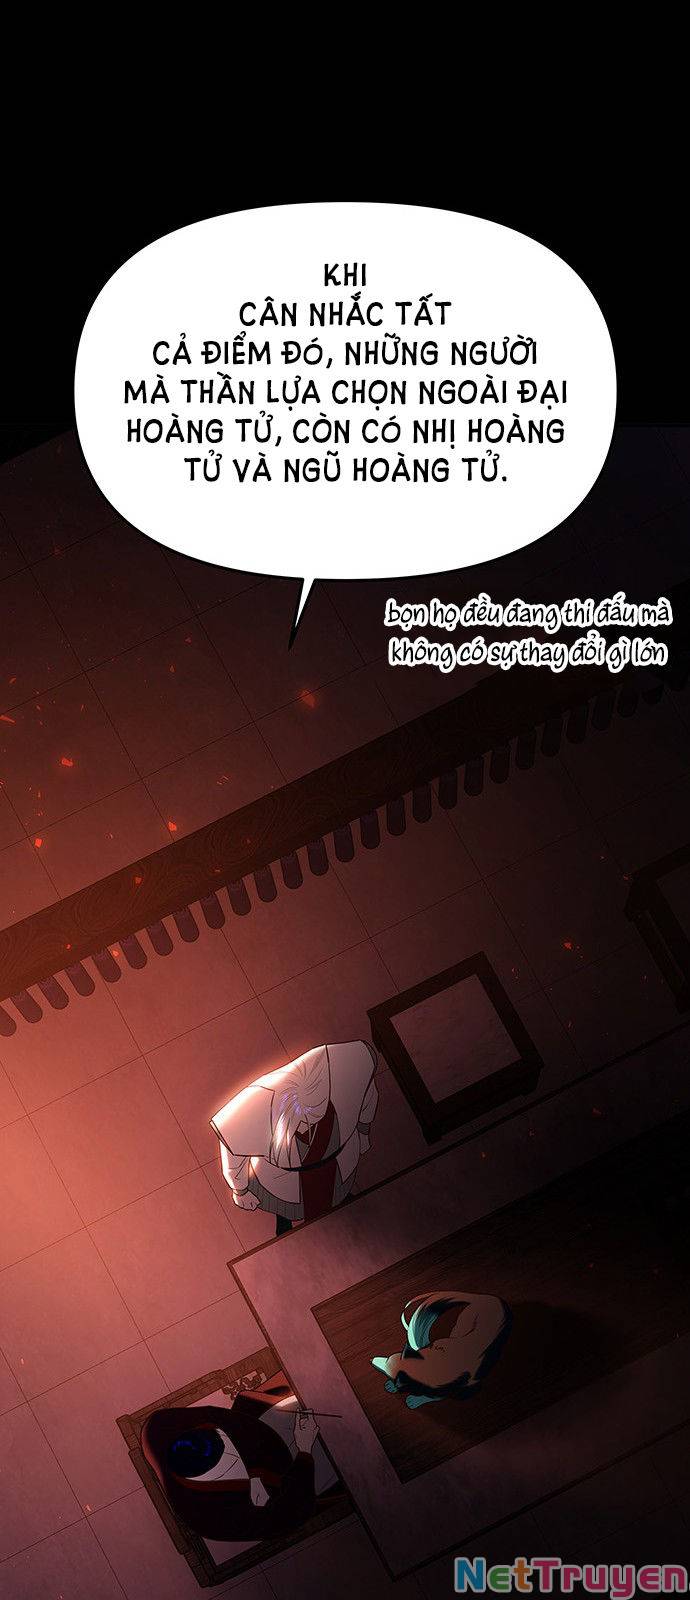 KHI
CÂN NHẮC TẤT
CẢ ĐIỂM ĐÓ, NHỮNG NGƯỜI
MÀ THẦN LỰA CHỌN NGOÀI ĐẠI
HOÀNG TỬ, CÒN CÓ NHỊ HOÀNG
TỬ VÀ NGŨ HOÀNG TỬ.
bọn họ đều đang thi đấu mà
không có sự thay đổi gì lớn
NetTruyen